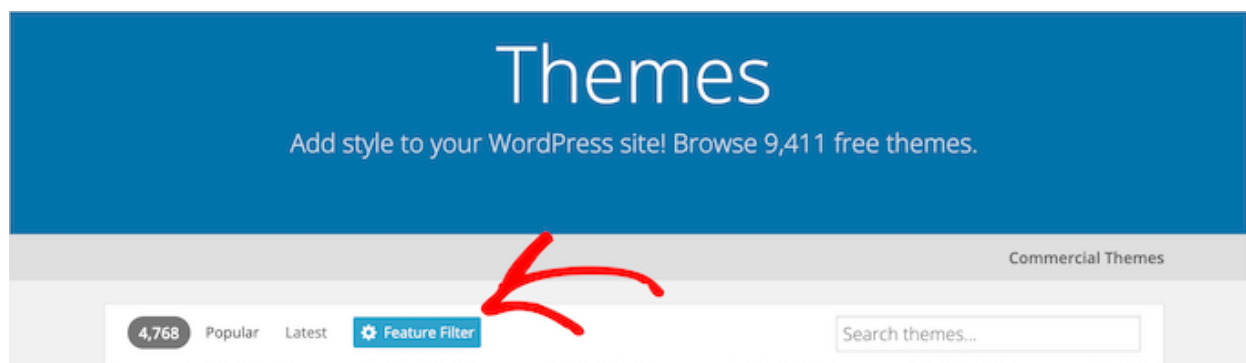 Themes
Add style to your WordPress site! Browse 9,411 free themes.
Commercial Themes
4,768 Popular Latest Feature Filter Search themes...